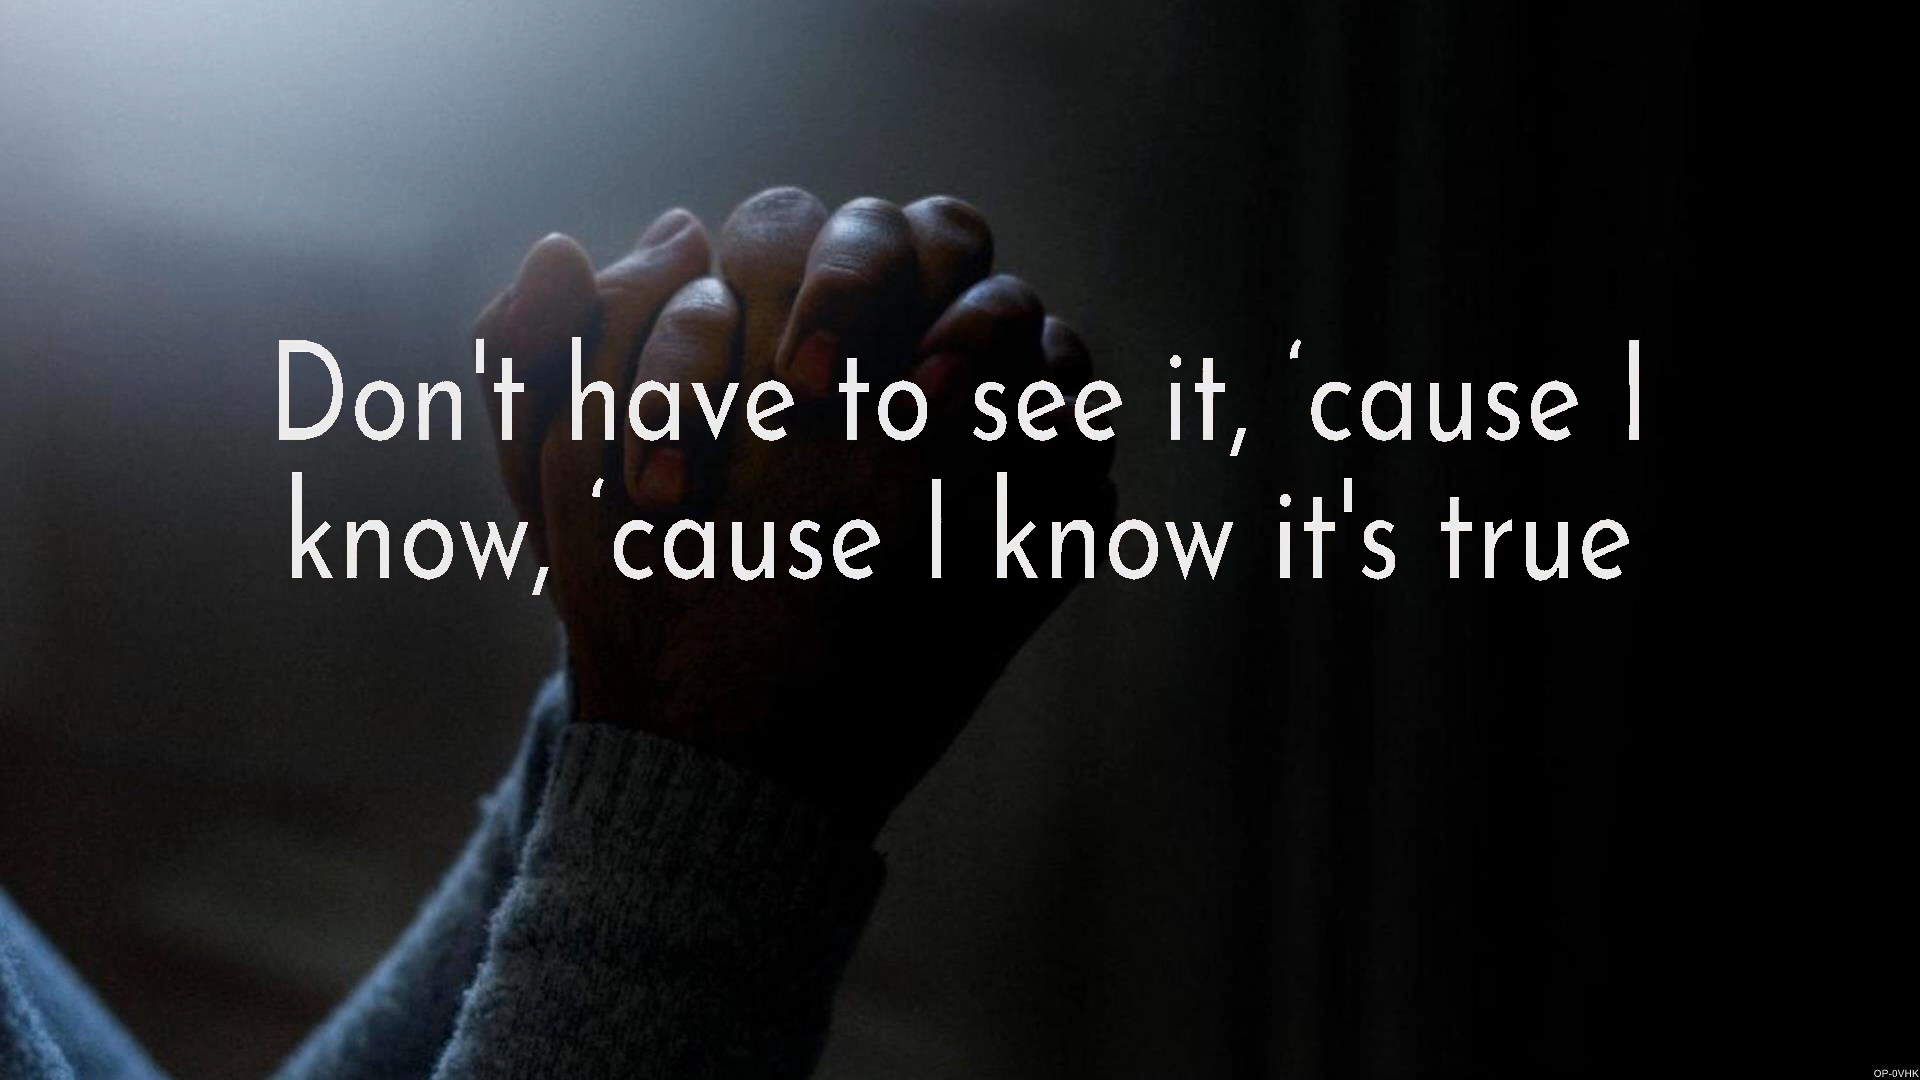 Don't have to see it, ‘cause I
know, ‘cause I know it's true
OP-0VHK